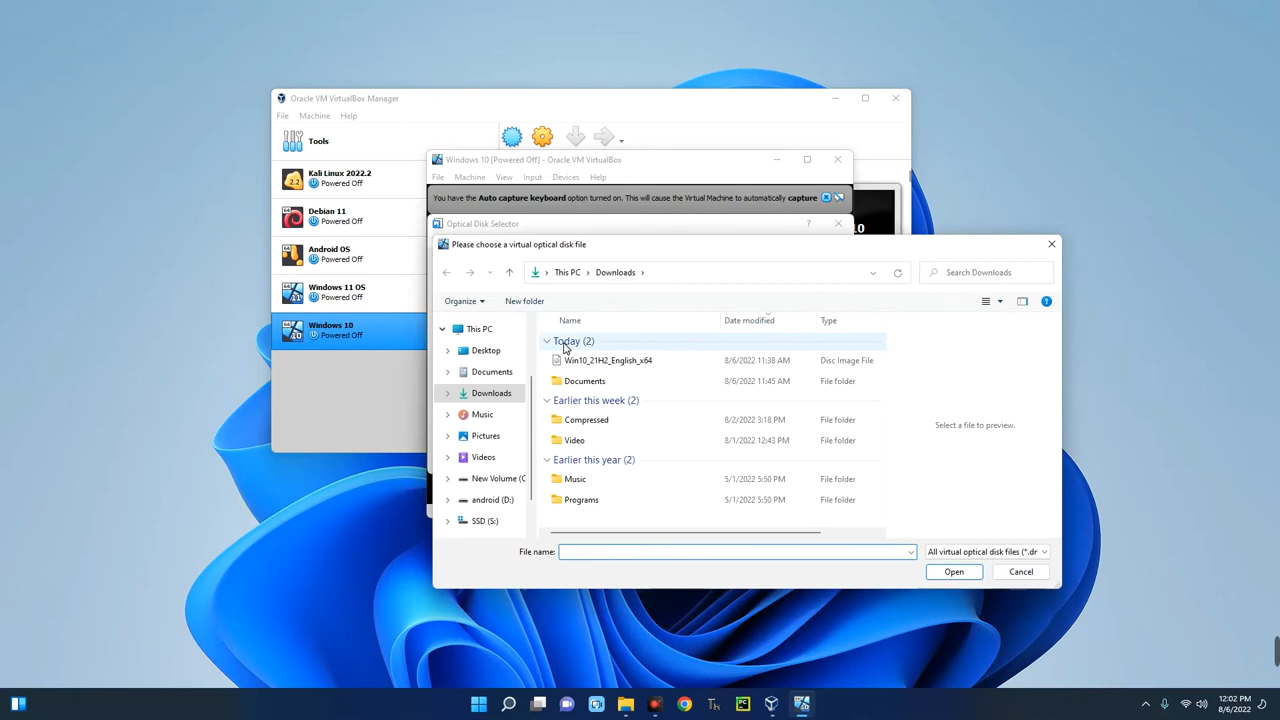 Oracle VM VirtualBox Manager
File Machine Help
Tools
Kali Linux 2022.2
Powered Off
Debian 11
Powered Off
Android OS
Powered Off
Windows 11 OS
Powered Off
Windows 10
Powered Off
Windows 10 [Powered Off] - Oracle VM VirtualBox
File Machine View Input Devices Help
You have the Auto capture keyboard option turned on. This will cause the Virtual Machine to automatically capture
Optical Disk Selector
?
10
Please choose a virtual optical disk file
This PC > Downloads >
Search Downloads
Organize New folder
This PC
Desktop
Documents
Downloads
Music
Pictures
Videos
New Volume (C
android (D:)
SSD (S:)
Name Date modified Type
Today (2)
Win10_21H2_English_x64 8/6/2022 11:38 AM Disc Image File
Documents 8/6/2022 11:45 AM File folder
Earlier this week (2)
Compressed 8/2/2022 3:18 PM File folder
Video 8/1/2022 12:43 PM File folder
Earlier this year (2)
Music 5/1/2022 5:50 PM File folder
Programs 5/1/2022 5:50 PM File folder
Select a file to preview.
File name: All virtual optical disk files (*.dr
Open Cancel
12:02 PM
8/6/2022